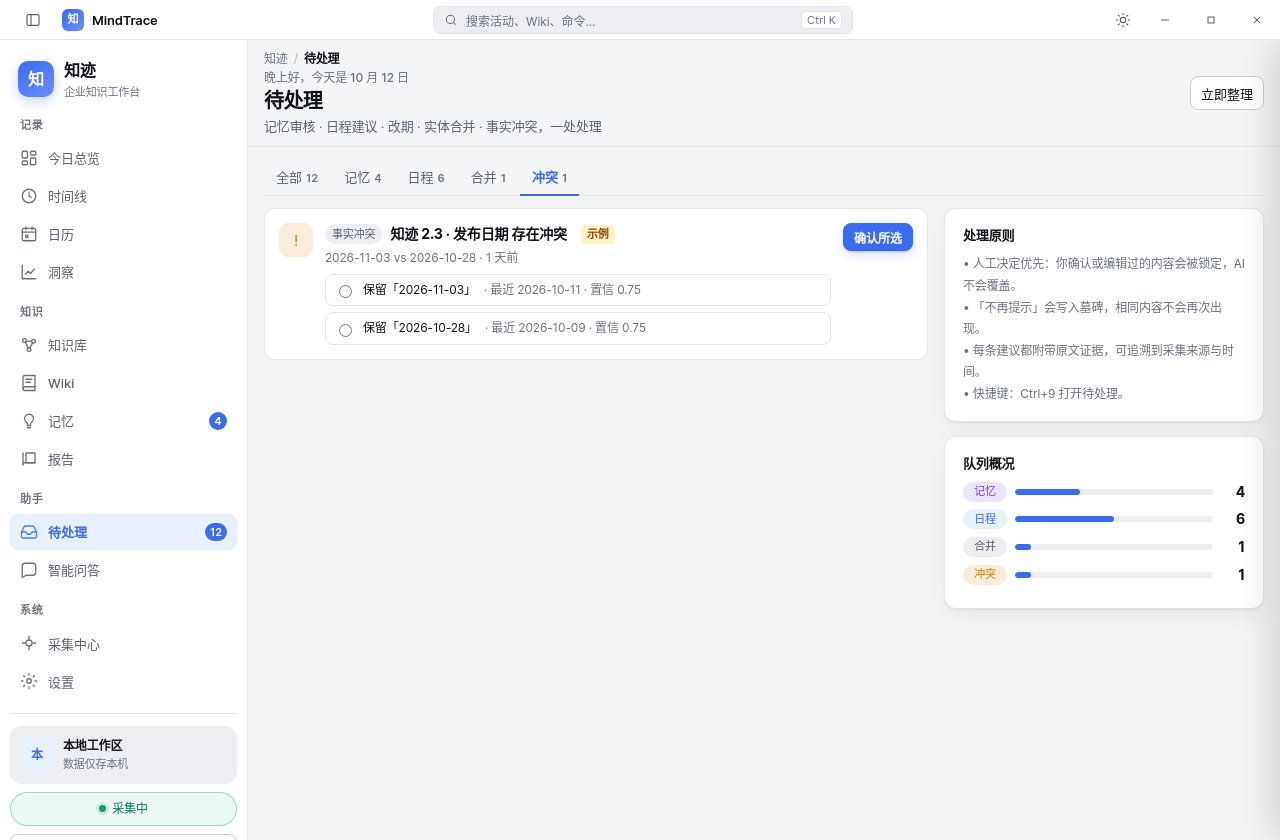 知 MindTrace
搜索活动、Wiki、命令... Ctrl K
知 知迹
企业知识工作台
记录
今日总览
时间线
日历
洞察
知识
知识库
Wiki
记忆 4
报告
助手
待处理 12
智能问答
系统
采集中心
设置
本 本地工作区
数据仅存本机
采集中
知迹 / 待处理
晚上好，今天是 10 月 12 日
待处理
记忆审核 · 日程建议 · 改期 · 实体合并 · 事实冲突，一处处理
立即整理
全部 12 记忆 4 日程 6 合并 1 冲突 1
! 事实冲突 知迹 2.3 · 发布日期 存在冲突 示例
2026-11-03 vs 2026-10-28 · 1 天前
保留「2026-11-03」 · 最近 2026-10-11 · 置信 0.75
保留「2026-10-28」 · 最近 2026-10-09 · 置信 0.75
确认所选
处理原则
• 人工决定优先：你确认或编辑过的内容会被锁定，AI
不会覆盖。
• 「不再提示」会写入墓碑，相同内容不会再次出
现。
• 每条建议都附带原文证据，可追溯到采集来源与时
间。
• 快捷键：Ctrl+9 打开待处理。
队列概况
记忆 4
日程 6
合并 1
冲突 1